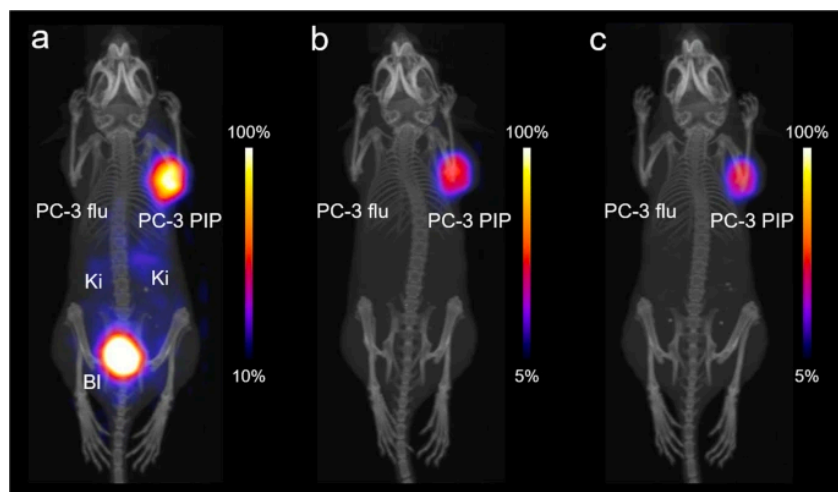 a
b
c
100%
100%
100%
PC-3 flu
PC-3 PIP
PC-3 flu
PC-3 PIP
PC-3 flu
PC-3 PIP
Ki
Ki
Bl
10%
5%
5%